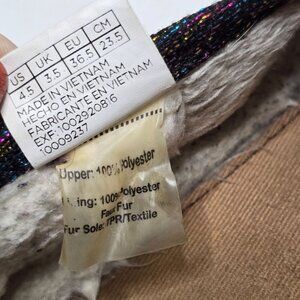 US UK EU CM
4.5 3.5 36.5 23.5
MADE IN VIETNAM
HECHO EN VIETNAM
FABRIQUÉ EN VIETNAM
EXF: 1002920816
10009237
Upper: 100% Polyester
Lining: 100% Polyester
Faux Fur
Fur Sole: TPR/Textile